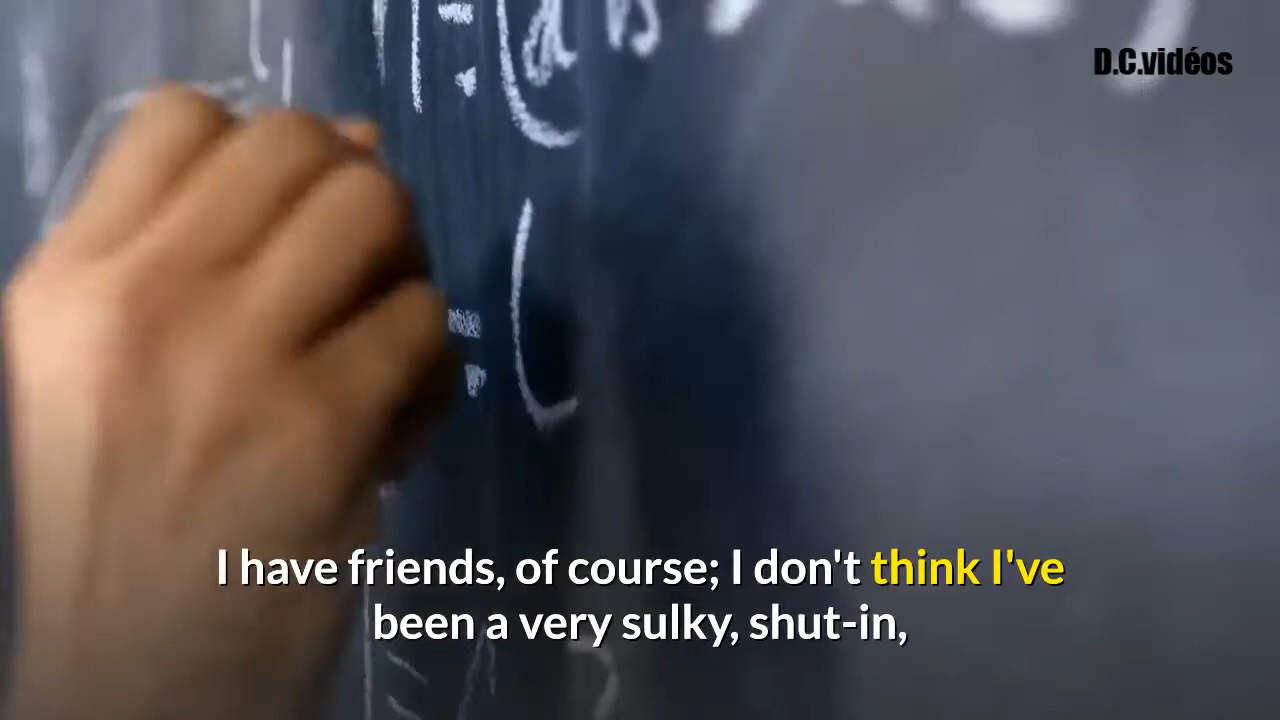 D.C.vidéos
I have friends, of course; I don't think I've
been a very sulky, shut-in,